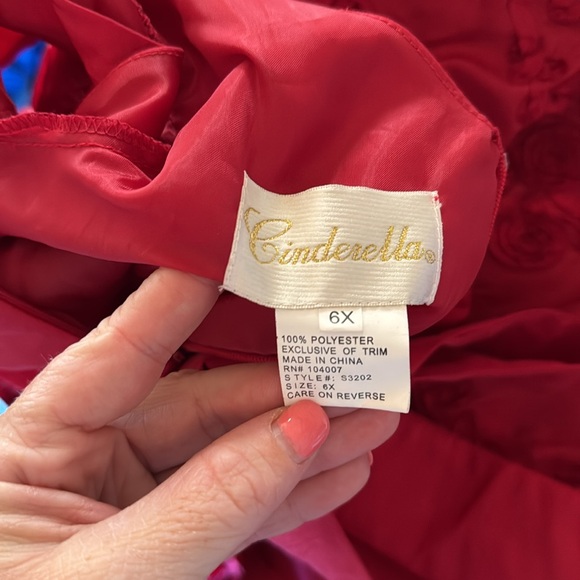 Cinderella®
6X
100% POLYESTER
EXCLUSIVE OF TRIM
MADE IN CHINA
RN# 104007
STYLE#: S3202
SIZE: 6X
CARE ON REVERSE